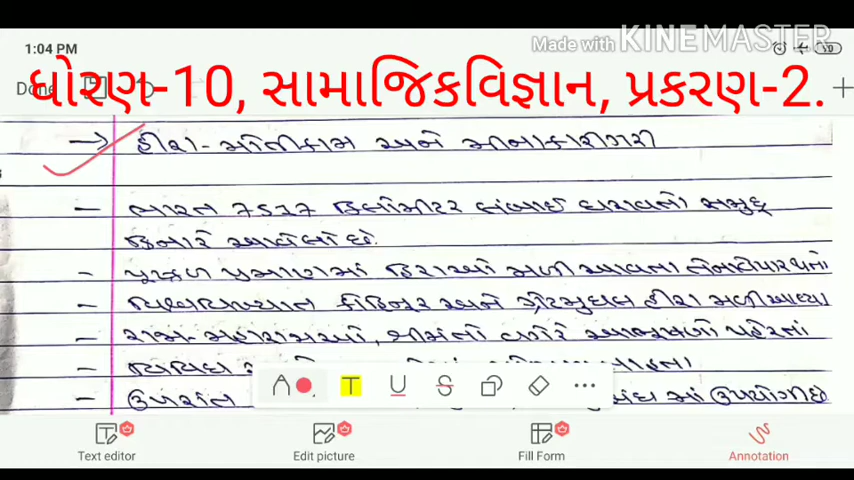 1:04 PM
Made with KINEMASTER
Done
ધોરણ-10, સામાજિકવિજ્ઞાન, પ્રકરણ-2.
→ હીરા-મોતીકામ અને મીનાકારીગરી
- ભારત 7517 કિલોમીટર લંબાઈ ધરાવતો સમુદ્ર
કિનારે આવેલો છે.
- પુષ્કળ પ્રમાણમાં હિરાઓ મળી આવતા તેનો વેપાર થતો
- વિશ્વવિખ્યાત કોહિનૂર અને ગ્રેટમુઘલ હીરા મળી આવ્યા
- રાજા-મહારાજાઓ, શ્રીમંતો વગેરે આભૂષણો પહેરતાં
- વિવિધ
- ઉપરાંત માં ઉપયોગી છે
T U S
Text editor
Edit picture
Fill Form
Annotation